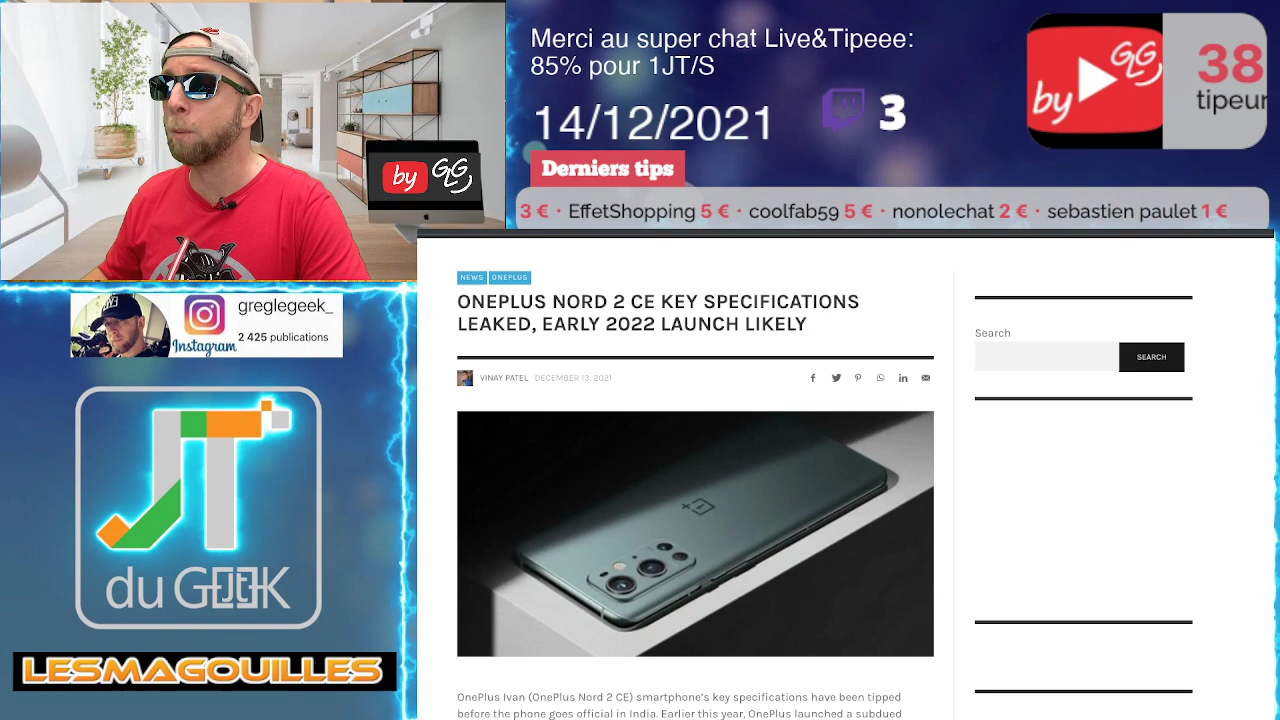 Merci au super chat Live&Tipeee:
85% pour 1JT/S
14/12/2021
3
by GLG
38
tipeur
Derniers tips
3 € · EffetShopping 5 € · coolfab59 5 € · nonolechat 2 € · sebastien paulet 1 €
by GLG
greglegeek_
Instagram
2 425 publications
JT
du GEEK
LESMAGOUILLES
NEWS ONEPLUS
ONEPLUS NORD 2 CE KEY SPECIFICATIONS
LEAKED, EARLY 2022 LAUNCH LIKELY
VINAY PATEL DECEMBER 13, 2021
Search
SEARCH
OnePlus Ivan (OnePlus Nord 2 CE) smartphone's key specifications have been tipped
before the phone goes official in India. Earlier this year, OnePlus launched a subdued